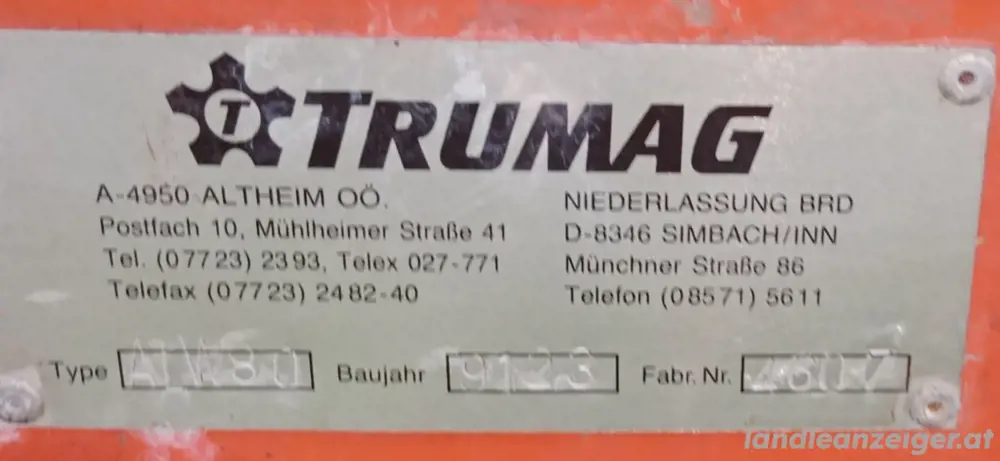 T TRUMAG
A-4950 ALTHEIM OÖ.
Postfach 10, Mühlheimer Straße 41
Tel. (07723) 2393, Telex 027-771
Telefax (07723) 2482-40
NIEDERLASSUNG BRD
D-8346 SIMBACH/INN
Münchner Straße 86
Telefon (08571) 5611
Type Baujahr Fabr. Nr.
ländleanzeiger.at